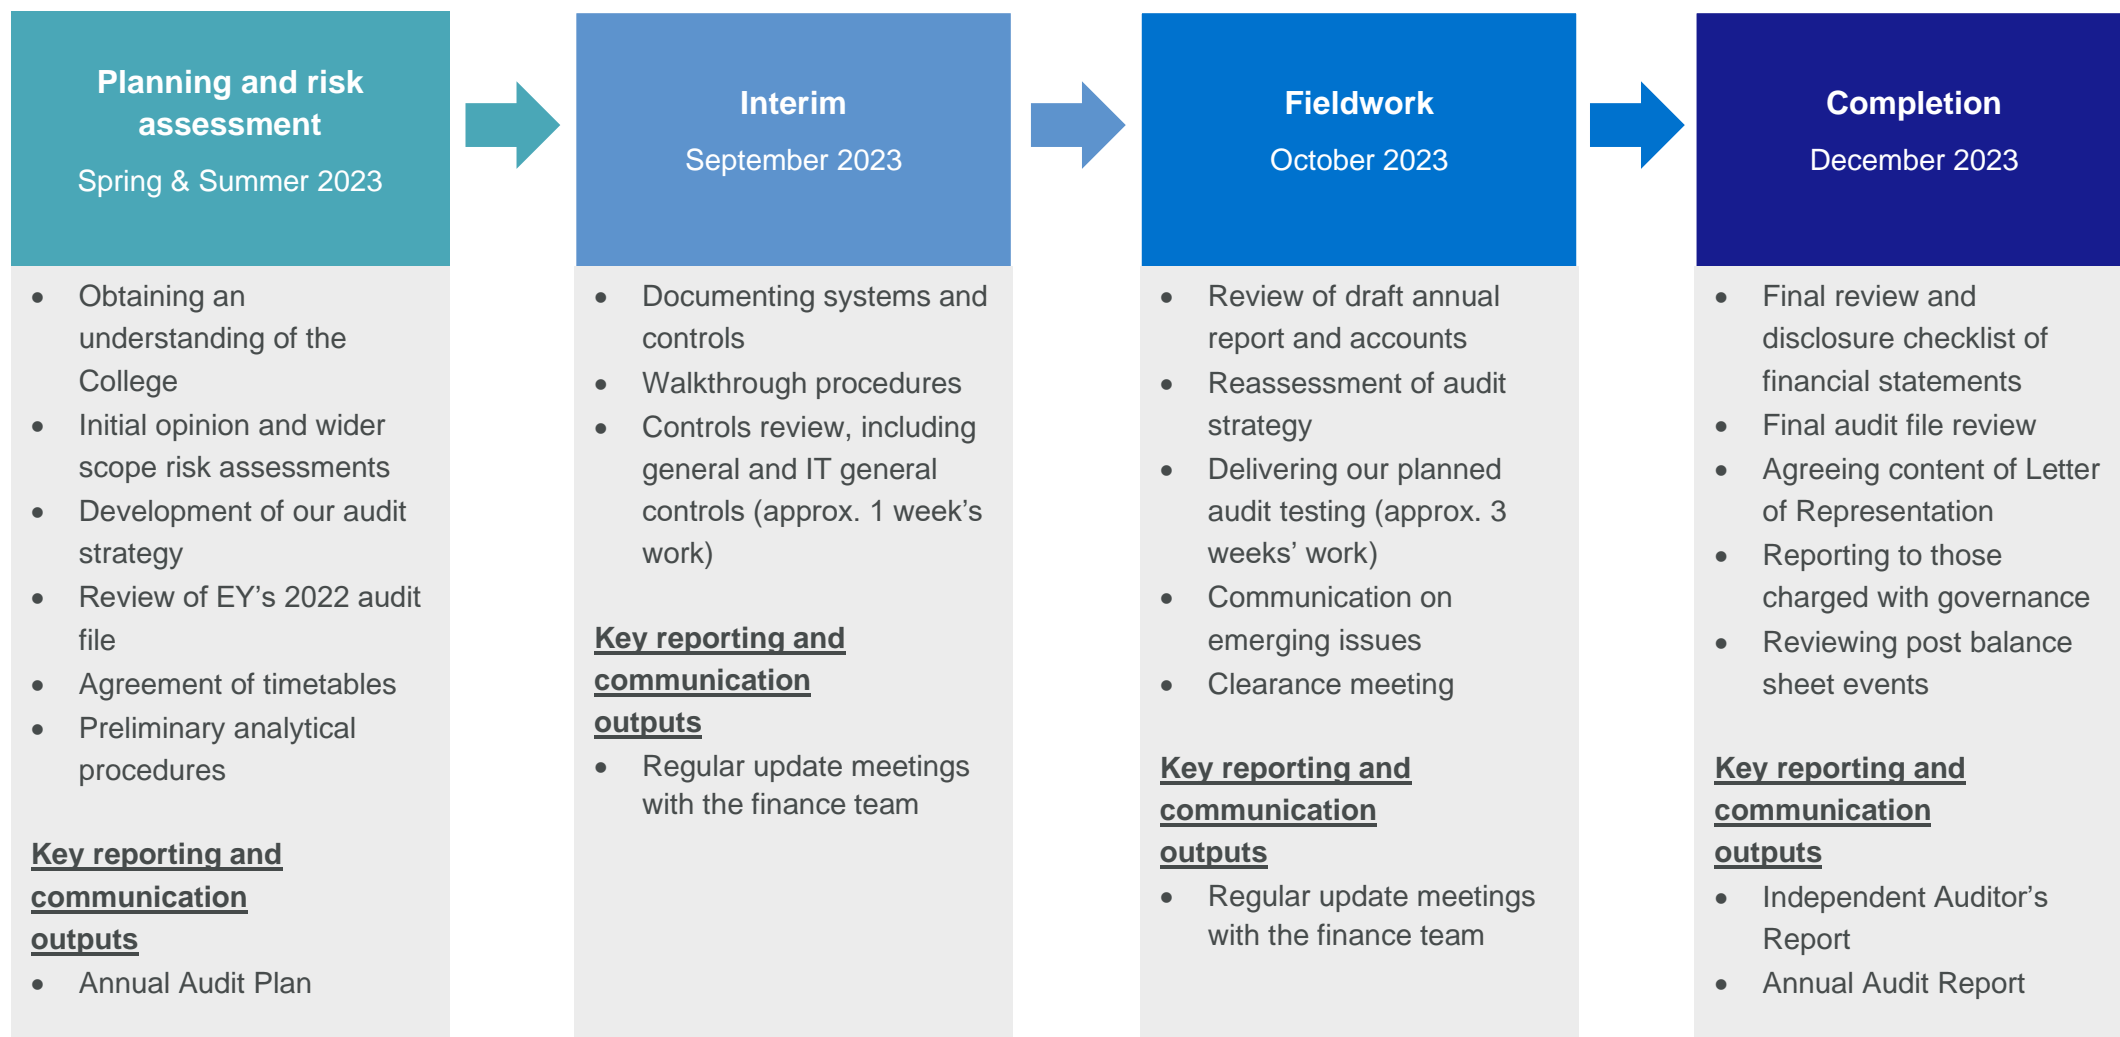 Planning and risk
assessment
Spring & Summer 2023
• Obtaining an
understanding of the
College
• Initial opinion and wider
scope risk assessments
• Development of our audit
strategy
• Review of EY’s 2022 audit
file
• Agreement of timetables
• Preliminary analytical
procedures
Key reporting and
communication
outputs
• Annual Audit Plan
Interim
September 2023
• Documenting systems and
controls
• Walkthrough procedures
• Controls review, including
general and IT general
controls (approx. 1 week’s
work)
Key reporting and
communication
outputs
• Regular update meetings
with the finance team
Fieldwork
October 2023
• Review of draft annual
report and accounts
• Reassessment of audit
strategy
• Delivering our planned
audit testing (approx. 3
weeks’ work)
• Communication on
emerging issues
• Clearance meeting
Key reporting and
communication
outputs
• Regular update meetings
with the finance team
Completion
December 2023
• Final review and
disclosure checklist of
financial statements
• Final audit file review
• Agreeing content of Letter
of Representation
• Reporting to those
charged with governance
• Reviewing post balance
sheet events
Key reporting and
communication
outputs
• Independent Auditor’s
Report
• Annual Audit Report